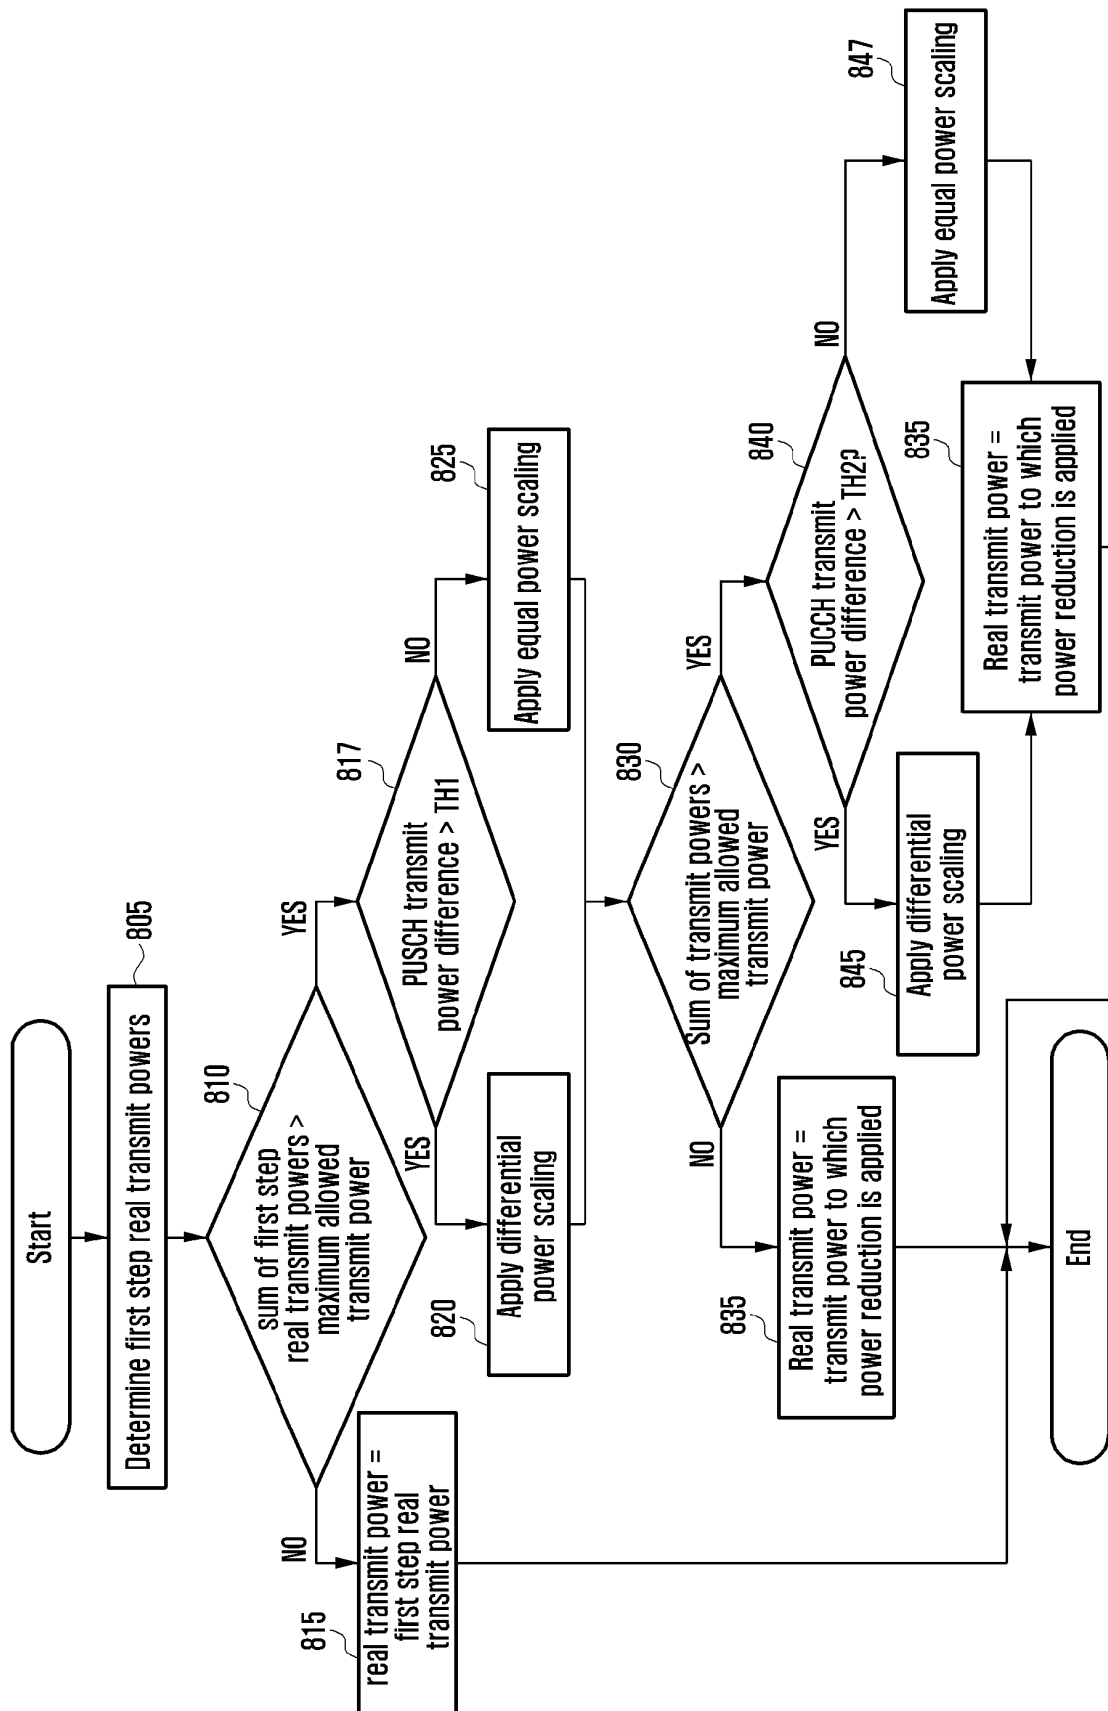 Start
805
Determine first step real transmit powers
810
sum of first step
real transmit powers >
maximum allowed
transmit power
NO
YES
815
real transmit power =
first step real
transmit power
817
PUSCH transmit
power difference > TH1
YES
NO
820
Apply differential
power scaling
825
Apply equal power scaling
830
Sum of transmit powers >
maximum allowed
transmit power
NO
YES
835
Real transmit power =
transmit power to which
power reduction is applied
840
PUCCH transmit
power difference > TH2?
YES
NO
845
Apply differential
power scaling
847
Apply equal power scaling
835
Real transmit power =
transmit power to which
power reduction is applied
End